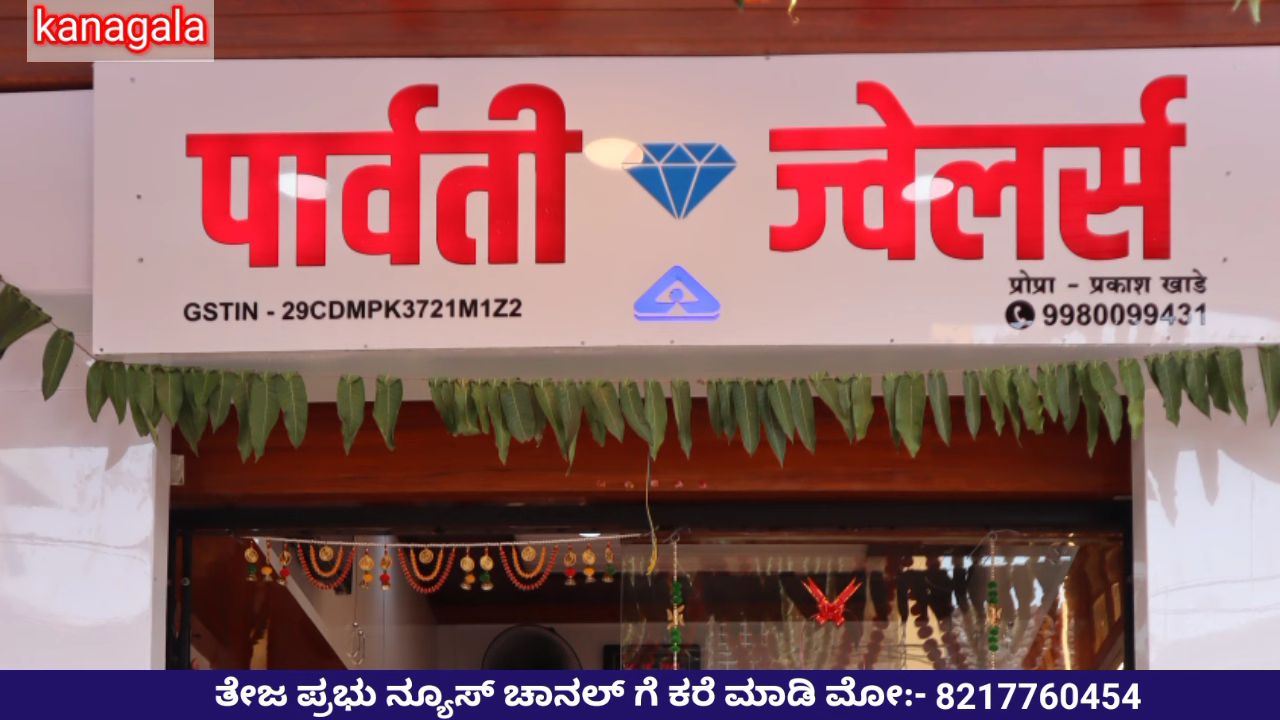 kanagala
पार्वती ज्वेलर्स
GSTIN - 29CDMPK3721M1Z2
प्रोप्रा - प्रकाश खाडे
9980099431
ತೇಜ ಪ್ರಭು ನ್ಯೂಸ್ ಚಾನಲ್ ಗೆ ಕರೆ ಮಾಡಿ ಮೋ:- 8217760454